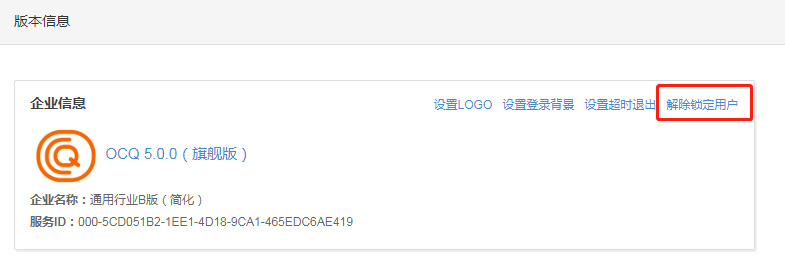 版本信息
企业信息 设置LOGO 设置登录背景 设置超时退出 解除锁定用户
OCQ 5.0.0 ( 旗舰版 )
企业名称：通用行业B版（简化）
服务ID：000-5CD051B2-1EE1-4D18-9CA1-465EDC6AE419